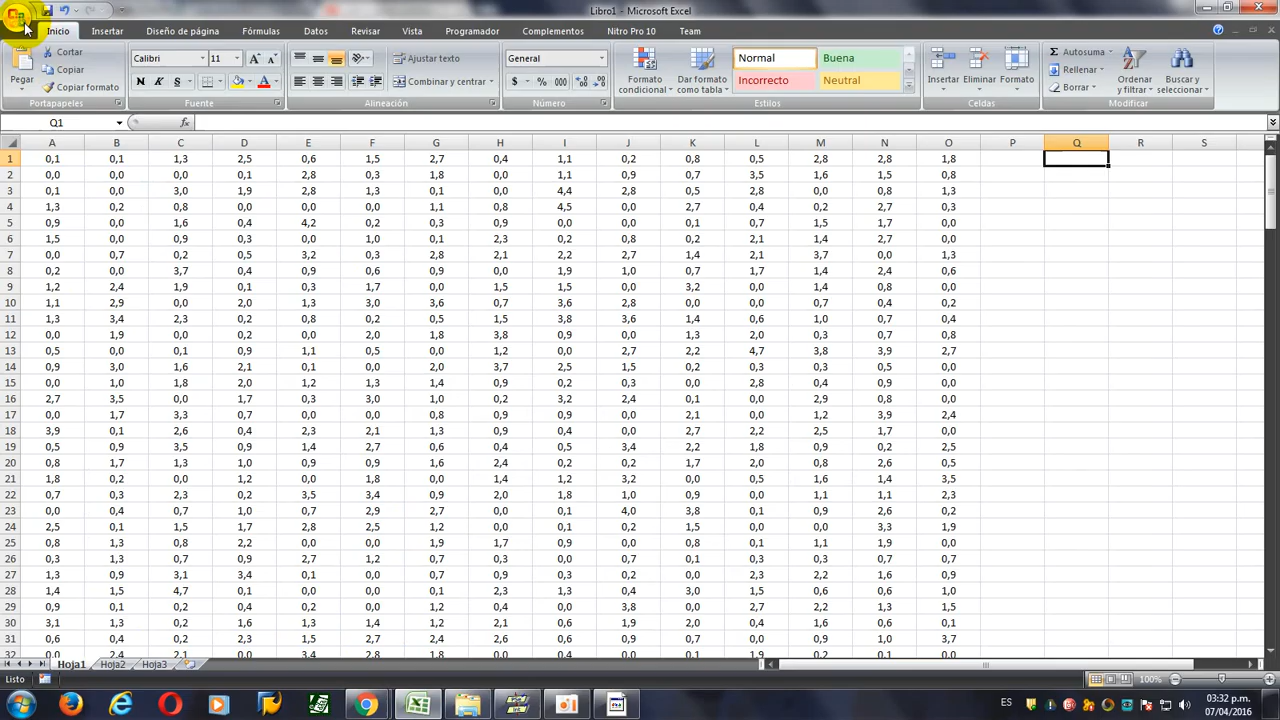 Libro1 - Microsoft Excel
Inicio Insertar Diseño de página Fórmulas Datos Revisar Vista Programador Complementos Nitro Pro 10 Team
Cortar Calibri 11 Ajustar texto General Normal Buena Autosuma
Pegar Copiar N K S Combinar y centrar $ % 000 Formato condicional Dar formato como tabla Incorrecto Neutral Insertar Eliminar Formato Rellenar Ordenar y filtrar Buscar y seleccionar
Copiar formato Borrar
Portapapeles Fuente Alineación Número Estilos Celdas Modificar
Q1 fx
A B C D E F G H J K L M N O P Q R S
1 0,1 0,1 1,3 2,5 0,6 1,5 2,7 0,4 1,1 0,2 0,8 0,5 2,8 2,8 1,8
2 0,0 0,0 0,0 0,1 2,8 0,3 1,8 0,0 1,1 0,9 0,7 3,5 1,6 1,5 0,8
3 0,1 0,0 3,0 1,9 2,8 1,3 0,1 0,0 4,4 2,8 0,5 2,8 0,0 0,8 1,3
4 1,3 0,2 0,8 0,0 0,0 0,0 1,1 0,8 4,5 0,0 2,7 0,4 0,2 2,7 0,3
5 0,9 0,0 1,6 0,4 4,2 0,2 0,3 0,9 0,0 0,0 0,1 0,7 1,5 1,7 0,0
6 1,5 0,0 0,9 0,3 0,0 1,0 0,1 2,3 0,2 0,8 0,2 2,1 1,4 2,7 0,0
7 0,0 0,7 0,2 0,5 3,2 0,3 2,8 2,1 2,2 2,7 1,4 2,1 3,7 0,0 1,3
8 0,2 0,0 3,7 0,4 0,9 0,6 0,9 0,0 1,9 1,0 0,7 1,7 1,4 2,4 0,6
9 1,2 2,4 1,9 0,1 0,3 1,7 0,0 1,5 1,5 0,0 3,2 0,0 1,4 0,8 0,0
10 1,1 2,9 0,0 2,0 1,3 3,0 3,6 0,7 3,6 2,8 0,0 0,0 0,7 0,4 0,2
11 1,3 3,4 2,3 0,2 0,8 0,2 0,5 1,5 3,8 3,6 1,4 0,6 1,0 0,7 0,4
12 0,0 1,9 0,0 0,2 0,0 2,0 1,8 3,8 0,9 0,0 1,3 2,0 0,3 0,7 0,8
13 0,5 0,0 0,1 0,9 1,1 0,5 0,0 1,2 0,0 2,7 2,2 4,7 3,8 3,9 2,7
14 0,9 3,0 1,6 2,1 0,1 0,0 2,0 3,7 2,5 1,5 0,2 0,3 0,3 0,5 0,0
15 0,0 1,0 1,8 2,0 1,2 1,3 1,4 0,9 0,2 0,3 0,0 2,8 0,4 0,9 0,0
16 2,7 3,5 0,0 1,7 0,3 3,0 1,0 0,2 3,2 2,4 0,1 0,0 2,9 0,8 0,0
17 0,0 1,7 3,3 0,7 0,0 0,0 0,8 0,9 0,9 0,0 2,1 0,0 1,2 3,9 2,4
18 3,9 0,1 2,6 0,4 2,3 2,1 1,3 0,9 0,4 0,0 2,7 2,2 2,5 1,7 0,0
19 0,5 0,9 3,5 0,9 1,4 2,7 0,6 0,4 0,5 3,4 2,2 1,8 0,9 0,2 2,5
20 0,8 1,7 1,3 1,0 0,9 0,9 1,6 2,4 0,2 0,2 1,7 2,0 0,8 2,6 0,5
21 1,8 0,2 0,0 1,2 0,0 1,8 0,0 1,4 1,2 3,2 0,0 0,5 1,6 1,4 3,5
22 0,7 0,3 2,3 0,2 3,5 3,4 0,9 2,0 1,8 1,0 0,9 0,0 1,1 1,1 2,3
23 0,0 0,4 0,7 1,0 0,7 2,9 2,7 0,0 0,1 4,0 3,8 0,1 0,9 2,6 0,2
24 2,5 0,1 1,5 1,7 2,8 2,5 1,2 0,0 0,1 0,2 1,5 0,0 0,0 3,3 1,9
25 0,8 1,3 0,8 2,2 0,0 0,0 1,9 1,7 0,9 0,0 0,8 0,1 1,1 1,9 0,0
26 0,3 1,3 0,7 0,9 2,7 1,2 0,7 0,3 0,0 0,7 0,1 0,3 0,3 0,7 0,7
27 1,3 0,9 3,1 3,4 0,1 0,0 0,7 0,9 0,3 0,2 0,0 2,3 2,2 1,6 0,9
28 1,4 1,5 4,7 0,1 0,0 0,0 0,1 2,3 1,3 0,4 3,0 1,5 0,6 0,6 1,0
29 0,9 0,1 0,2 0,4 0,2 0,0 1,2 0,4 0,0 3,8 0,0 2,7 2,2 1,3 1,5
30 3,1 1,3 0,2 1,6 1,3 1,4 1,2 2,1 0,6 1,9 2,0 0,4 1,6 0,6 0,1
31 0,6 0,4 0,2 2,3 1,5 2,7 2,4 2,6 0,6 0,9 0,7 0,0 0,9 1,0 3,7
32 0,0 2,4 2,1 0,0 3,4 2,8 1,8 0,0 0,4 0,0 0,1 1,9 0,2 0,1 0,0
Hoja1 Hoja2 Hoja3
Listo 100%
ES 03:32 p.m.
07/04/2016